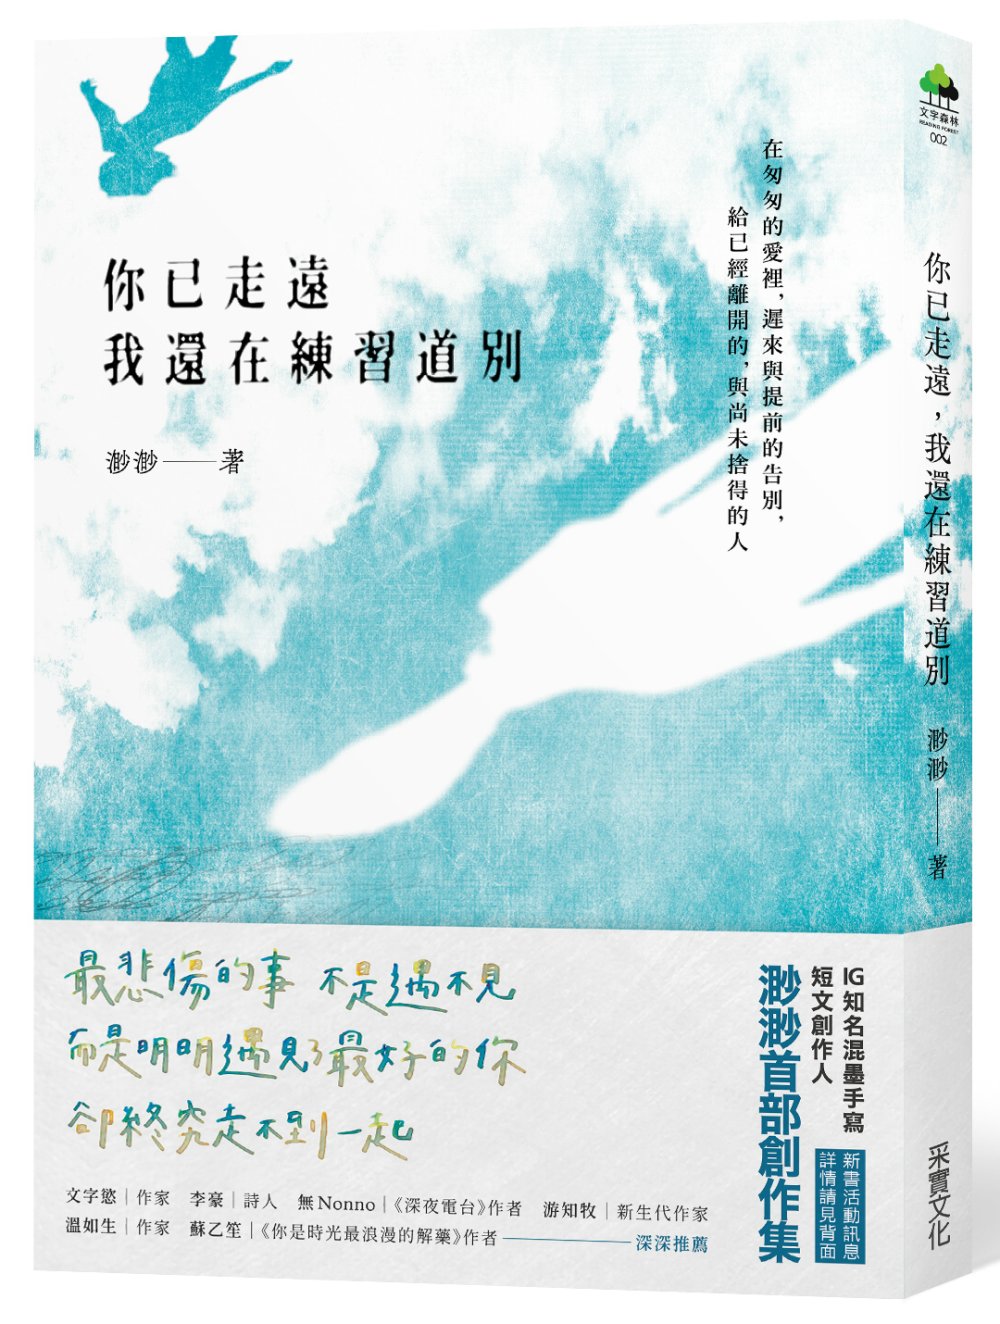 你已走遠
我還在練習道別
渺渺——著
在匆匆的愛裡，遲來與提前的告別，
給已經離開的，與尚未捨得的人
最悲傷的事 不是遇不見
而是明明遇見了最好的你
卻終究走不到一起
文字慾｜作家 李豪｜詩人 無Nonno｜《深夜電台》作者 游知牧｜新生代作家
溫如生｜作家 蘇乙笙｜《你是時光最浪漫的解藥》作者——深深推薦
IG知名混墨手寫
短文創作人
渺渺首部創作集
新書活動訊息
詳情請見背面
文字森林
READING FOREST
002
你已走遠，我還在練習道別
渺渺——著
采實文化